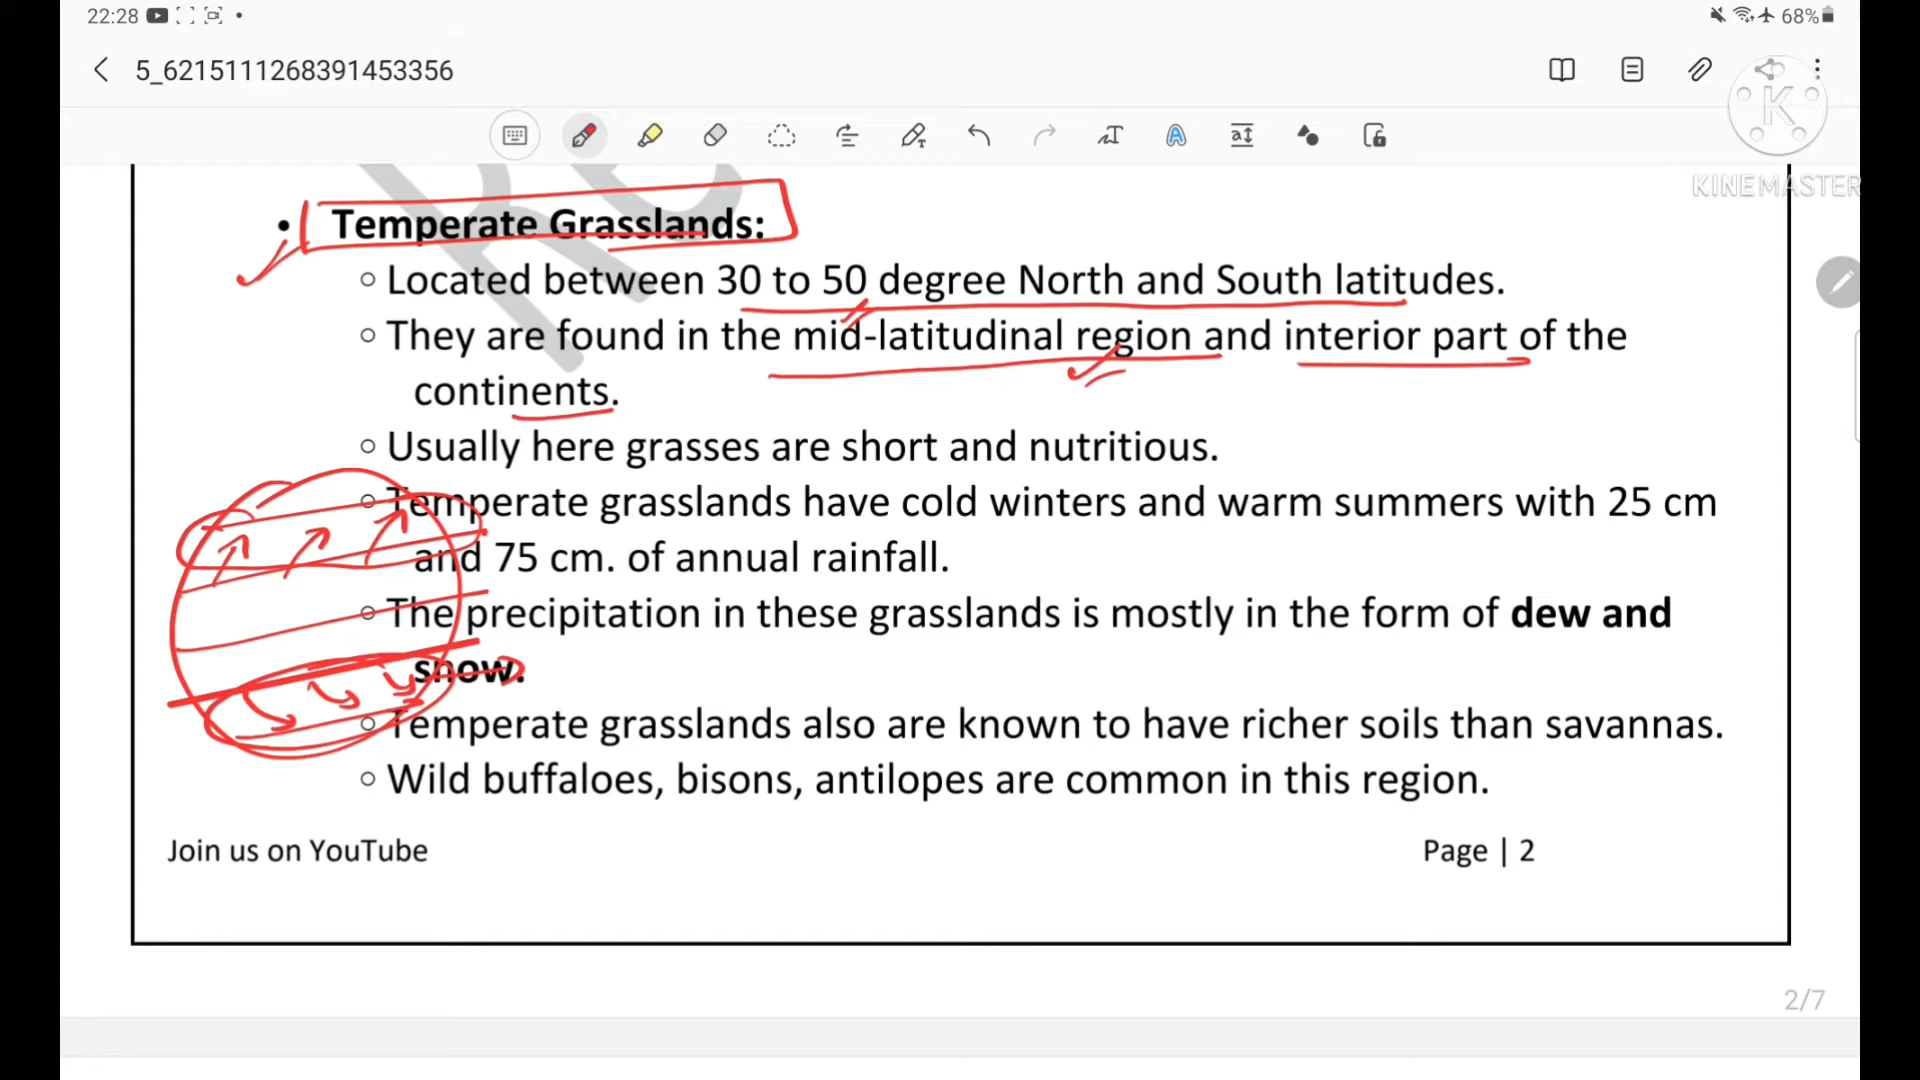 22:28
68%
5_6215111268391453356
K
KINEMASTER
• Temperate Grasslands:
○ Located between 30 to 50 degree North and South latitudes.
○ They are found in the mid-latitudinal region and interior part of the
continents.
○ Usually here grasses are short and nutritious.
○ Temperate grasslands have cold winters and warm summers with 25 cm
and 75 cm. of annual rainfall.
○ The precipitation in these grasslands is mostly in the form of dew and
snow.
○ Temperate grasslands also are known to have richer soils than savannas.
○ Wild buffaloes, bisons, antilopes are common in this region.
Join us on YouTube
Page | 2
2/7